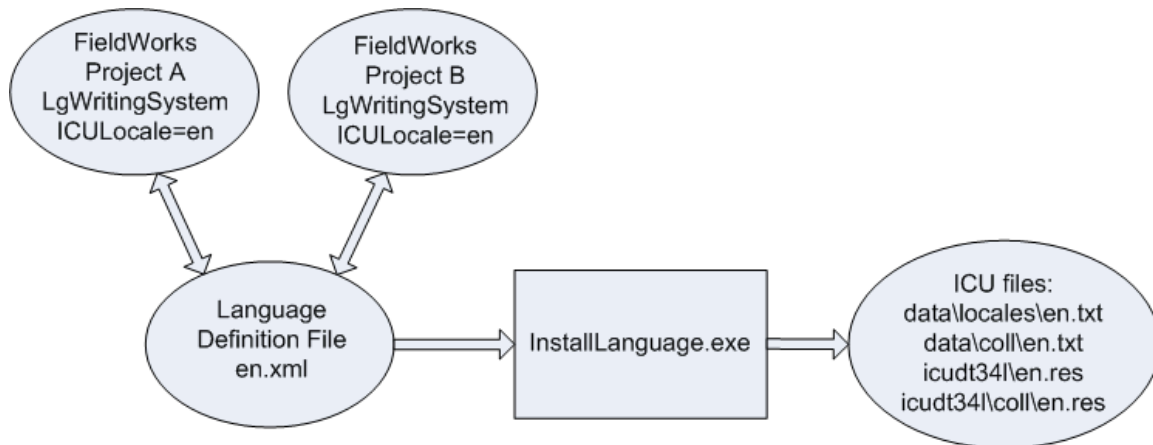 FieldWorks
Project A
LgWritingSystem
ICULocale=en
FieldWorks
Project B
LgWritingSystem
ICULocale=en
Language
Definition File
en.xml
InstallLanguage.exe
ICU files:
data\locales\en.txt
data\coll\en.txt
icudt34l\en.res
icudt34l\coll\en.res